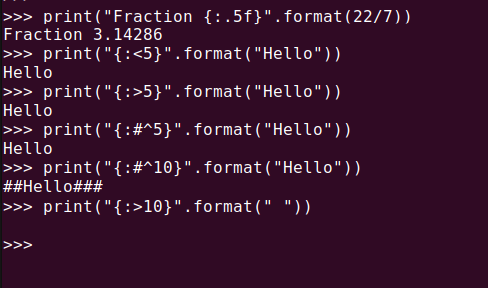 >>> print("Fraction {:.5f}".format(22/7))
Fraction 3.14286
>>> print("{:<5}".format("Hello"))
Hello
>>> print("{:>5}".format("Hello"))
Hello
>>> print("{:#^5}".format("Hello"))
Hello
>>> print("{:#^10}".format("Hello"))
##Hello###
>>> print("{:>10}".format(" "))
>>>